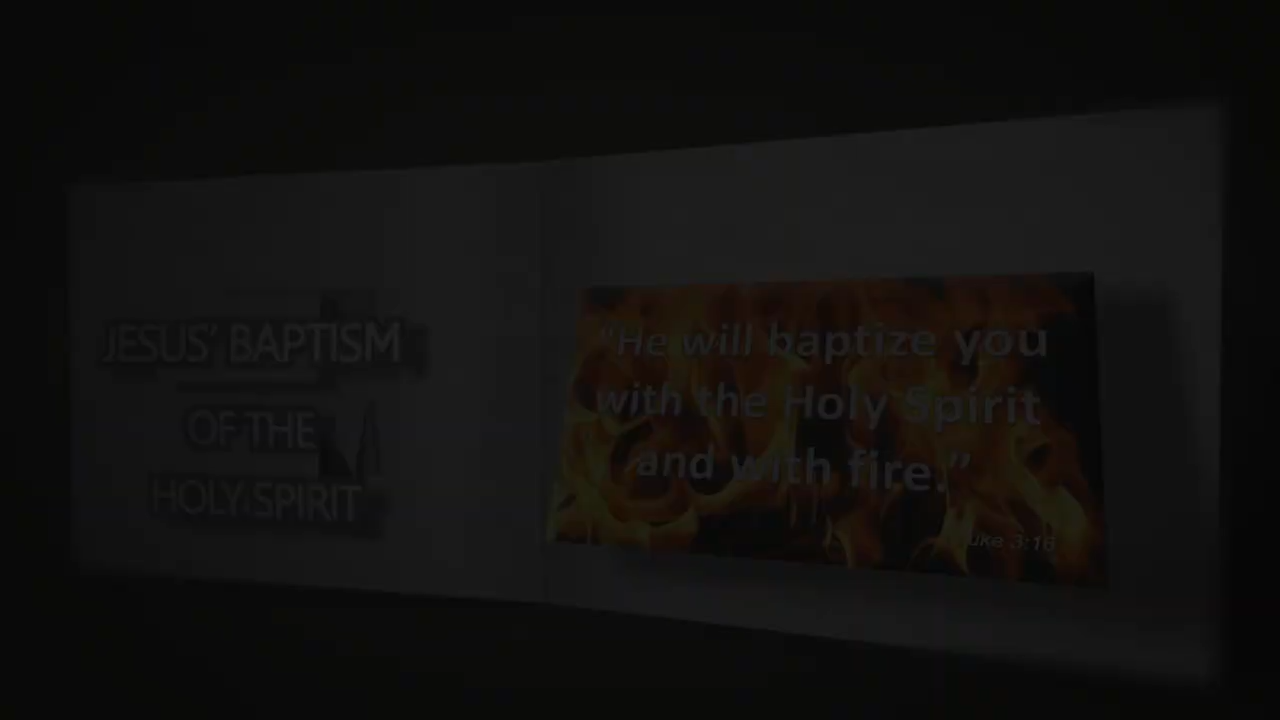 JESUS’ BAPTISM
OF THE
HOLY SPIRIT
“He will baptize you
with the Holy Spirit
and with fire.”
Luke 3:16